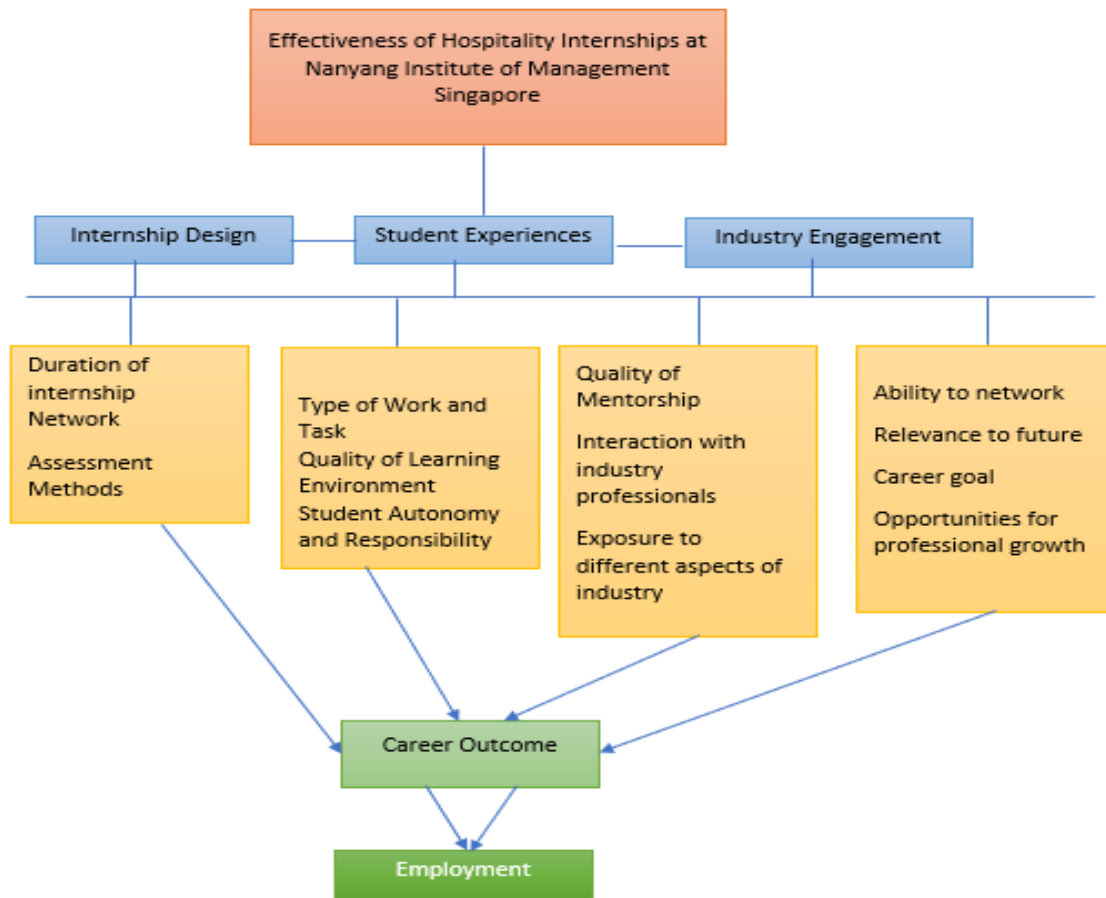 Effectiveness of Hospitality Internships at
Nanyang Institute of Management
Singapore
Internship Design
Student Experiences
Industry Engagement
Duration of
internship
Network
Assessment
Methods
Type of Work and
Task
Quality of Learning
Environment
Student Autonomy
and Responsibility
Quality of
Mentorship
Interaction with
industry
professionals
Exposure to
different aspects of
industry
Ability to network
Relevance to future
Career goal
Opportunities for
professional growth
Career Outcome
Employment